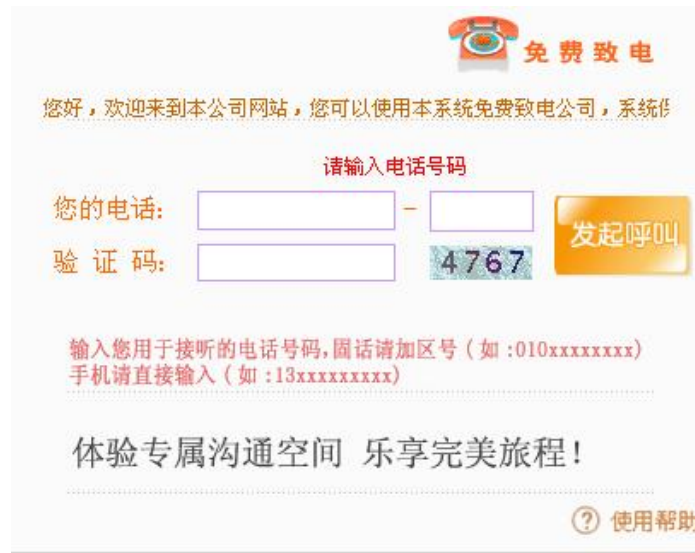 免费致电
您好，欢迎来到本公司网站，您可以使用本系统免费致电公司，系统
请输入电话号码
您的电话: -
发起呼叫
验 证 码: 4767
输入您用于接听的电话号码,固话请加区号（如:010xxxxxxxx)
手机请直接输入（如:13xxxxxxxxx)
体验专属沟通空间 乐享完美旅程！
? 使用帮助